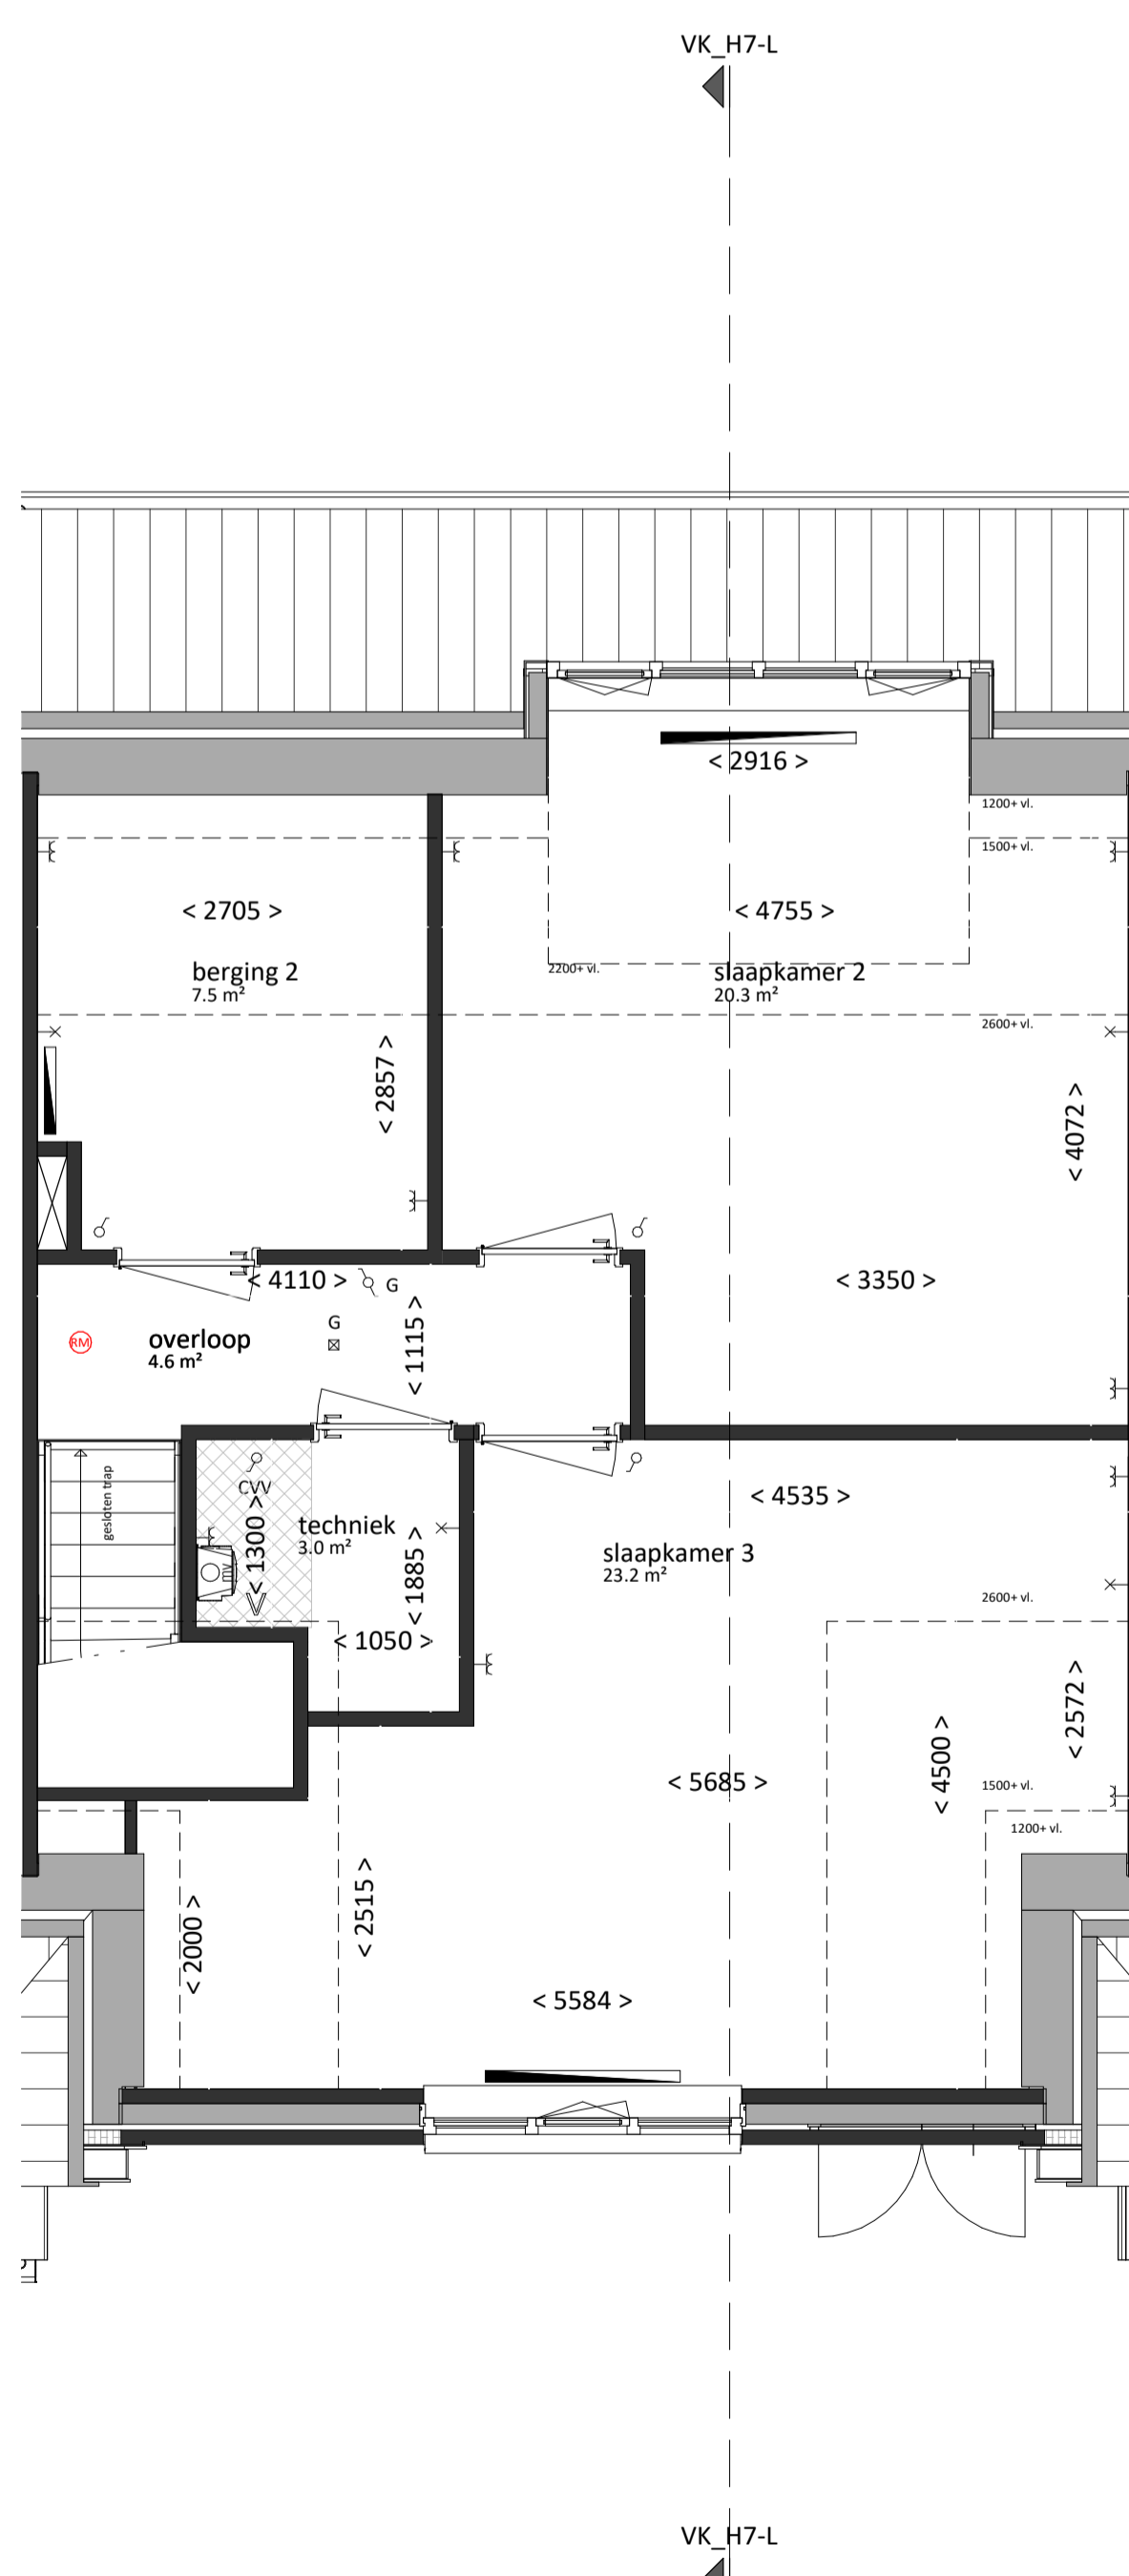 VK_H7-L
< 2916 >
1200+ vl.
1500+ vl.
< 2705 >
< 4755 >
berging 2
7.5 m²
2200+ vl.
slaapkamer 2
20.3 m²
2600+ vl.
< 2857 >
< 4072 >
< 4110 >
G
< 3350 >
G
< 1115 >
RM
overloop
4.6 m²
gesloten trap
CVV
< 1300 >
techniek
3.0 m²
mv
< 1885 >
< 4535 >
slaapkamer 3
23.2 m²
2600+ vl.
< 1050 >
< 2572 >
< 4500 >
< 5685 >
1500+ vl.
1200+ vl.
< 2000 >
< 2515 >
< 5584 >
VK_H7-L